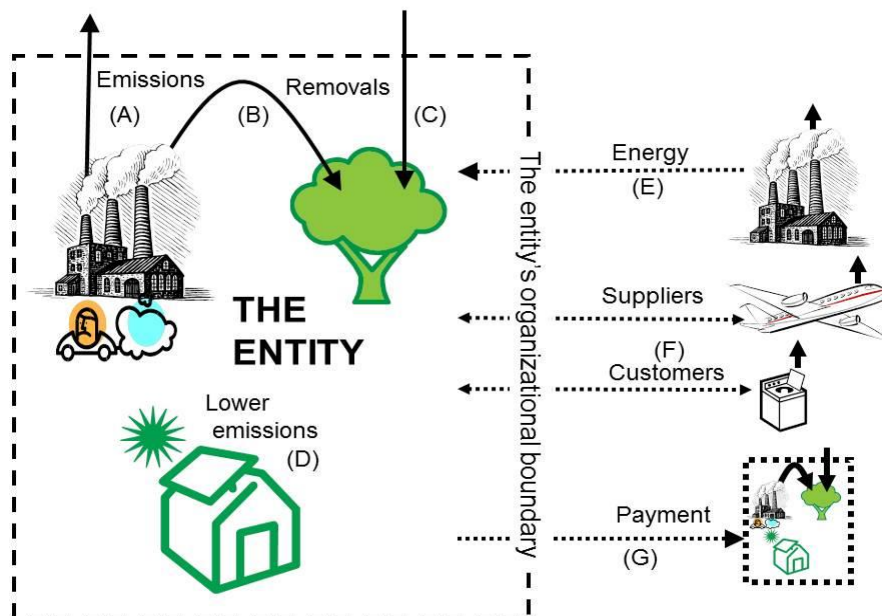 Emissions
(A)
(B)
Removals
(C)
THE
ENTITY
Lower
emissions
(D)
The entity's organizational boundary
Energy
(E)
Suppliers
(F)
Customers
Payment
(G)